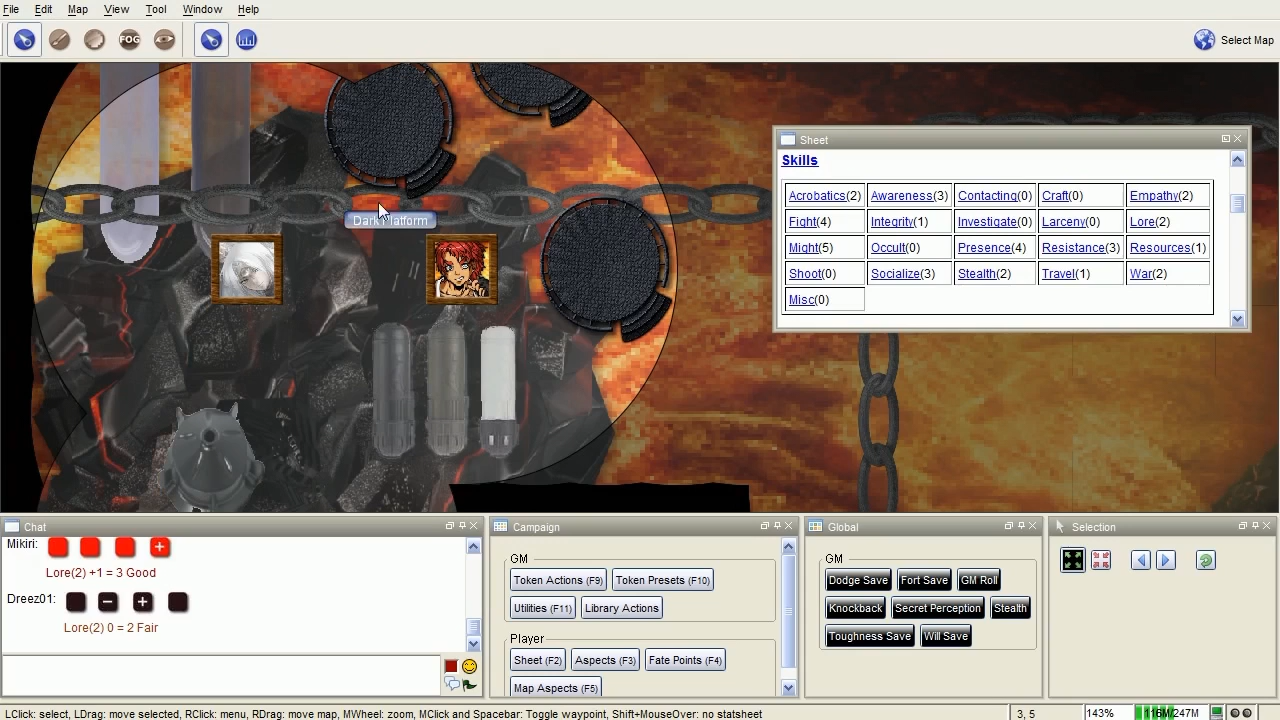 File Edit Map View Tool Window Help
FOG
Select Map
Dark Platform
Sheet
Skills
Acrobatics(2) Awareness(3) Contacting(0) Craft(0) Empathy(2)
Fight(4) Integrity(1) Investigate(0) Larceny(0) Lore(2)
Might(5) Occult(0) Presence(4) Resistance(3) Resources(1)
Shoot(0) Socialize(3) Stealth(2) Travel(1) War(2)
Misc(0)
Chat
Mikiri:
Lore(2) +1 = 3 Good
Dreez01:
Lore(2) 0 = 2 Fair
Campaign
GM
Token Actions (F9) Token Presets (F10)
Utilities (F11) Library Actions
Player
Sheet (F2) Aspects (F3) Fate Points (F4)
Map Aspects (F5)
Global
GM
Dodge Save Fort Save GM Roll
Knockback Secret Perception Stealth
Toughness Save Will Save
Selection
LClick: select, LDrag: move selected, RClick: menu, RDrag: move map, MWheel: zoom, MClick and Spacebar: Toggle waypoint, Shift+MouseOver: no statsheet
3, 5
143%
116M/247M